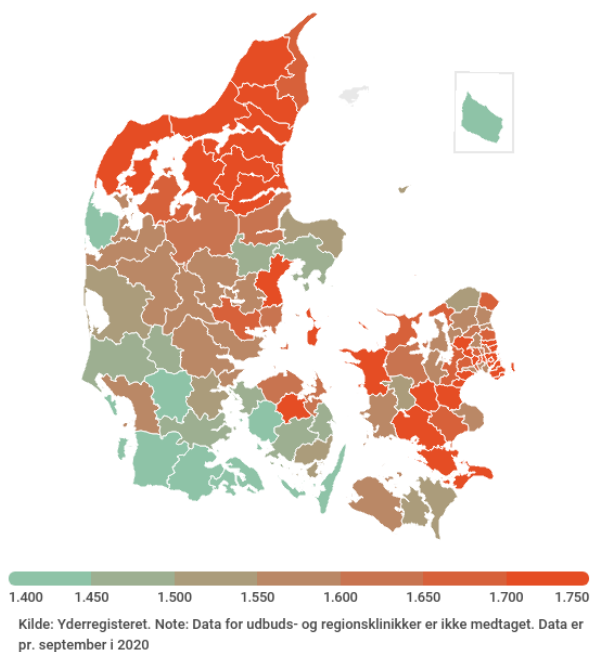 1.400 1.450 1.500 1.550 1.600 1.650 1.700 1.750
Kilde: Yderregisteret. Note: Data for udbuds- og regionsklinikker er ikke medtaget. Data er
pr. september i 2020